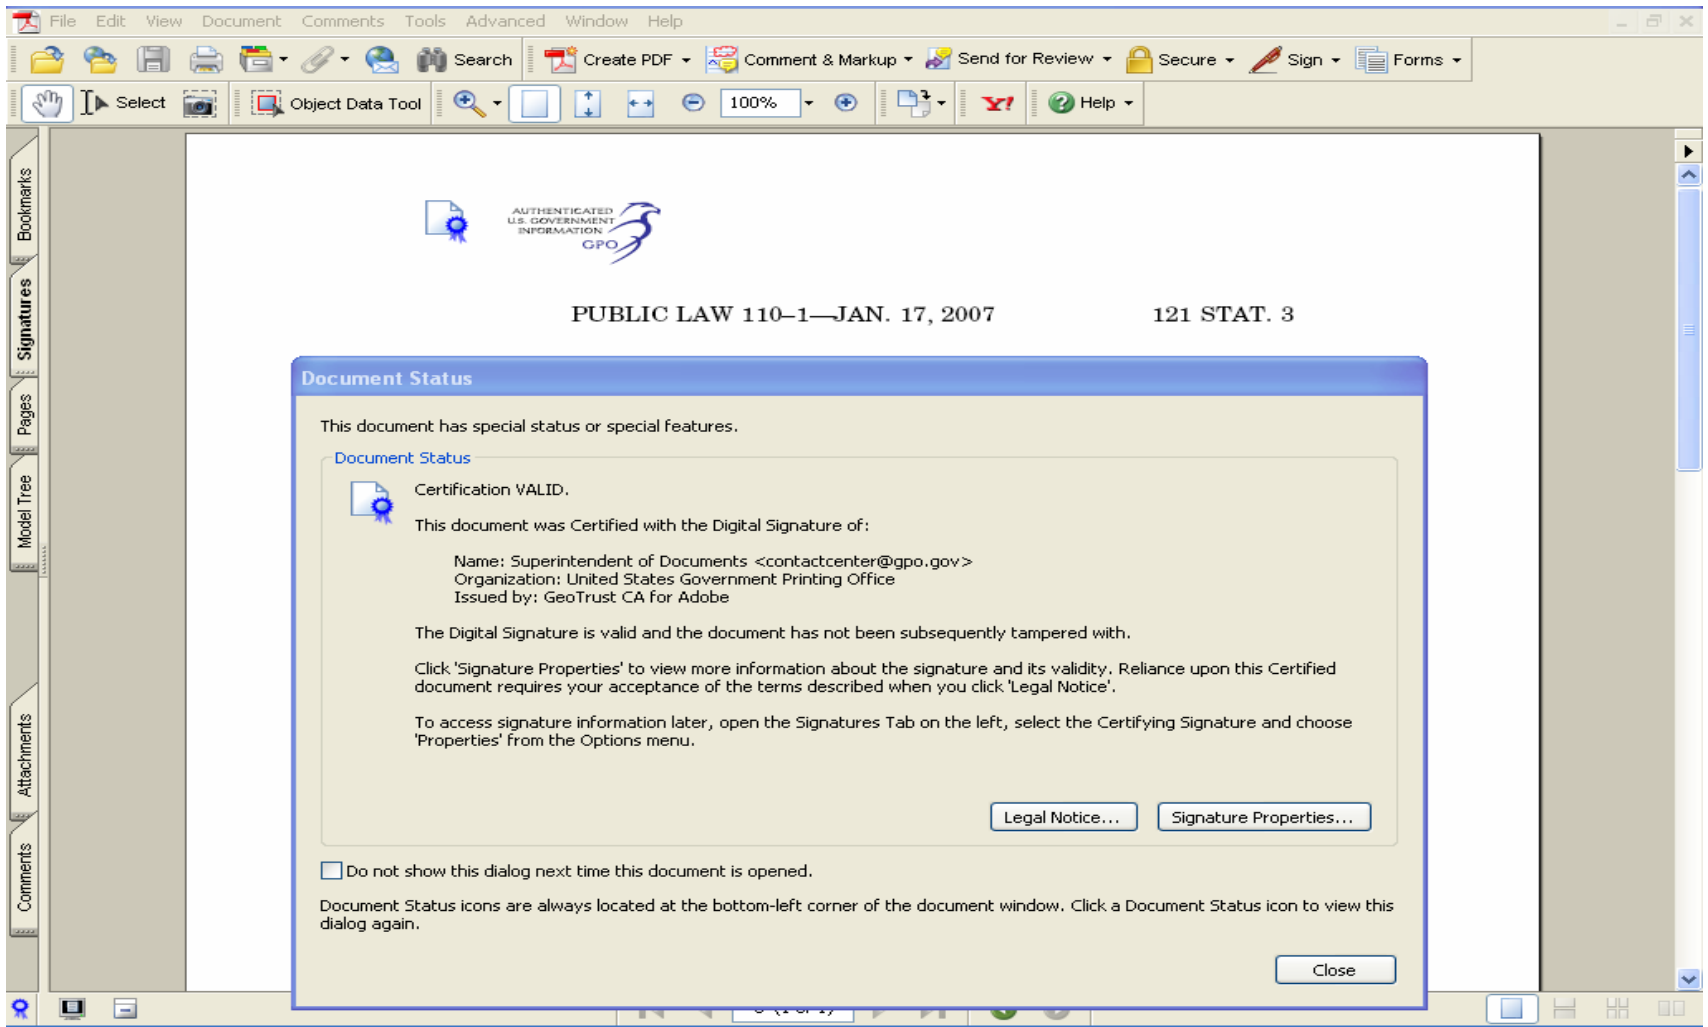 File Edit View Document Comments Tools Advanced Window Help
Search Create PDF Comment & Markup Send for Review Secure Sign Forms
Select Object Data Tool 100% Y! Help
Bookmarks
Signatures
Pages
Model Tree
Attachments
Comments
AUTHENTICATED
U.S. GOVERNMENT
INFORMATION
GPO
PUBLIC LAW 110–1—JAN. 17, 2007 121 STAT. 3
Document Status
This document has special status or special features.
Document Status
Certification VALID.
This document was Certified with the Digital Signature of:
Name: Superintendent of Documents <contactcenter@gpo.gov>
Organization: United States Government Printing Office
Issued by: GeoTrust CA for Adobe
The Digital Signature is valid and the document has not been subsequently tampered with.
Click 'Signature Properties' to view more information about the signature and its validity. Reliance upon this Certified
document requires your acceptance of the terms described when you click 'Legal Notice'.
To access signature information later, open the Signatures Tab on the left, select the Certifying Signature and choose
'Properties' from the Options menu.
Legal Notice... Signature Properties...
Do not show this dialog next time this document is opened.
Document Status icons are always located at the bottom-left corner of the document window. Click a Document Status icon to view this
dialog again.
Close